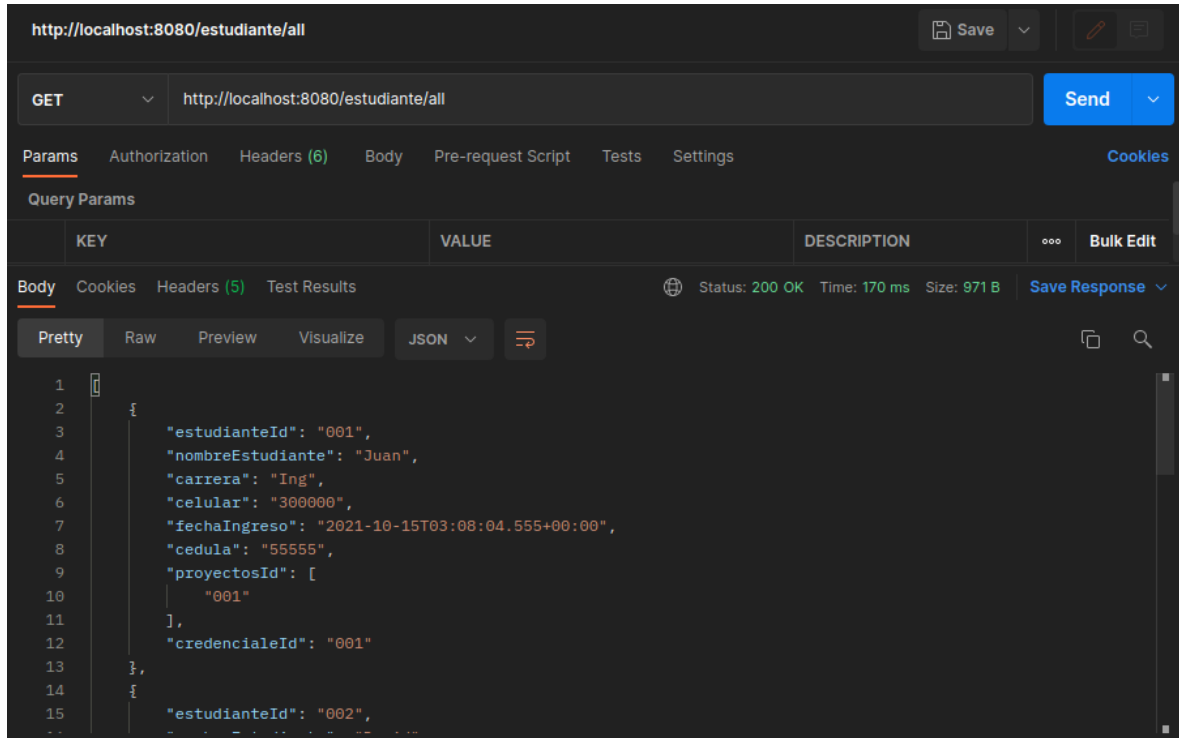 http://localhost:8080/estudiante/all Save
GET http://localhost:8080/estudiante/all Send
Params Authorization Headers (6) Body Pre-request Script Tests Settings Cookies
Query Params
KEY VALUE DESCRIPTION ooo Bulk Edit
Body Cookies Headers (5) Test Results Status: 200 OK Time: 170 ms Size: 971 B Save Response
Pretty Raw Preview Visualize JSON
1 [
2 {
3 "estudianteId": "001",
4 "nombreEstudiante": "Juan",
5 "carrera": "Ing",
6 "celular": "300000",
7 "fechaIngreso": "2021-10-15T03:08:04.555+00:00",
8 "cedula": "55555",
9 "proyectosId": [
10 "001"
11 ],
12 "credencialeId": "001"
13 },
14 {
15 "estudianteId": "002",